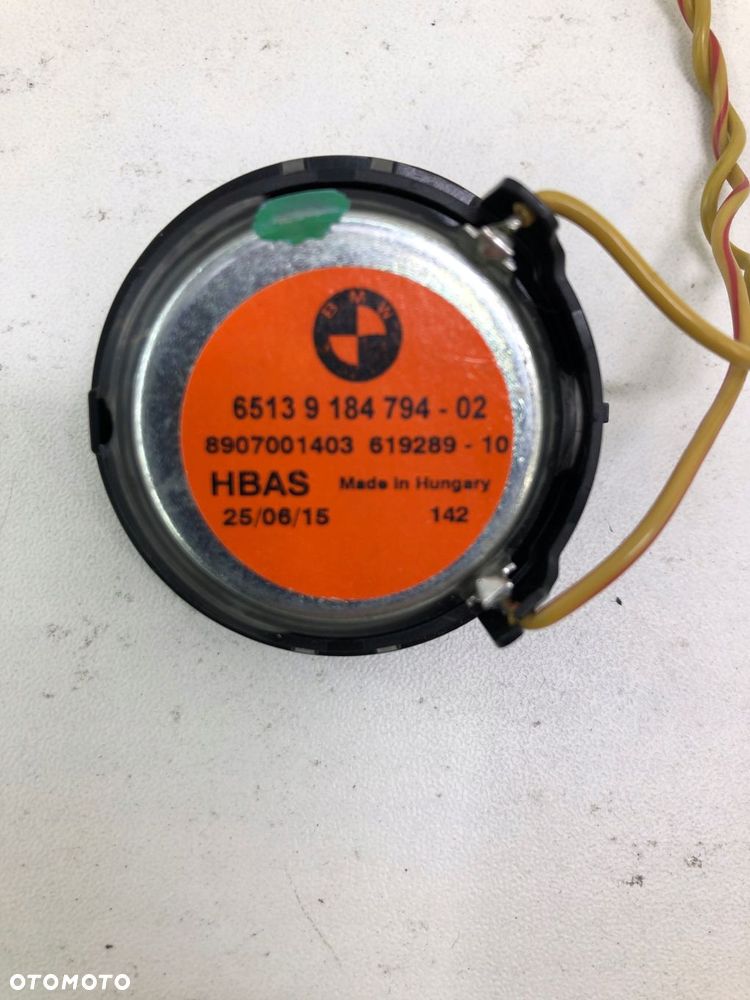 BMW
6513 9 184 794 - 02
8907001403 619289 - 10
HBAS Made in Hungary
25/06/15 142
OTOMOTO